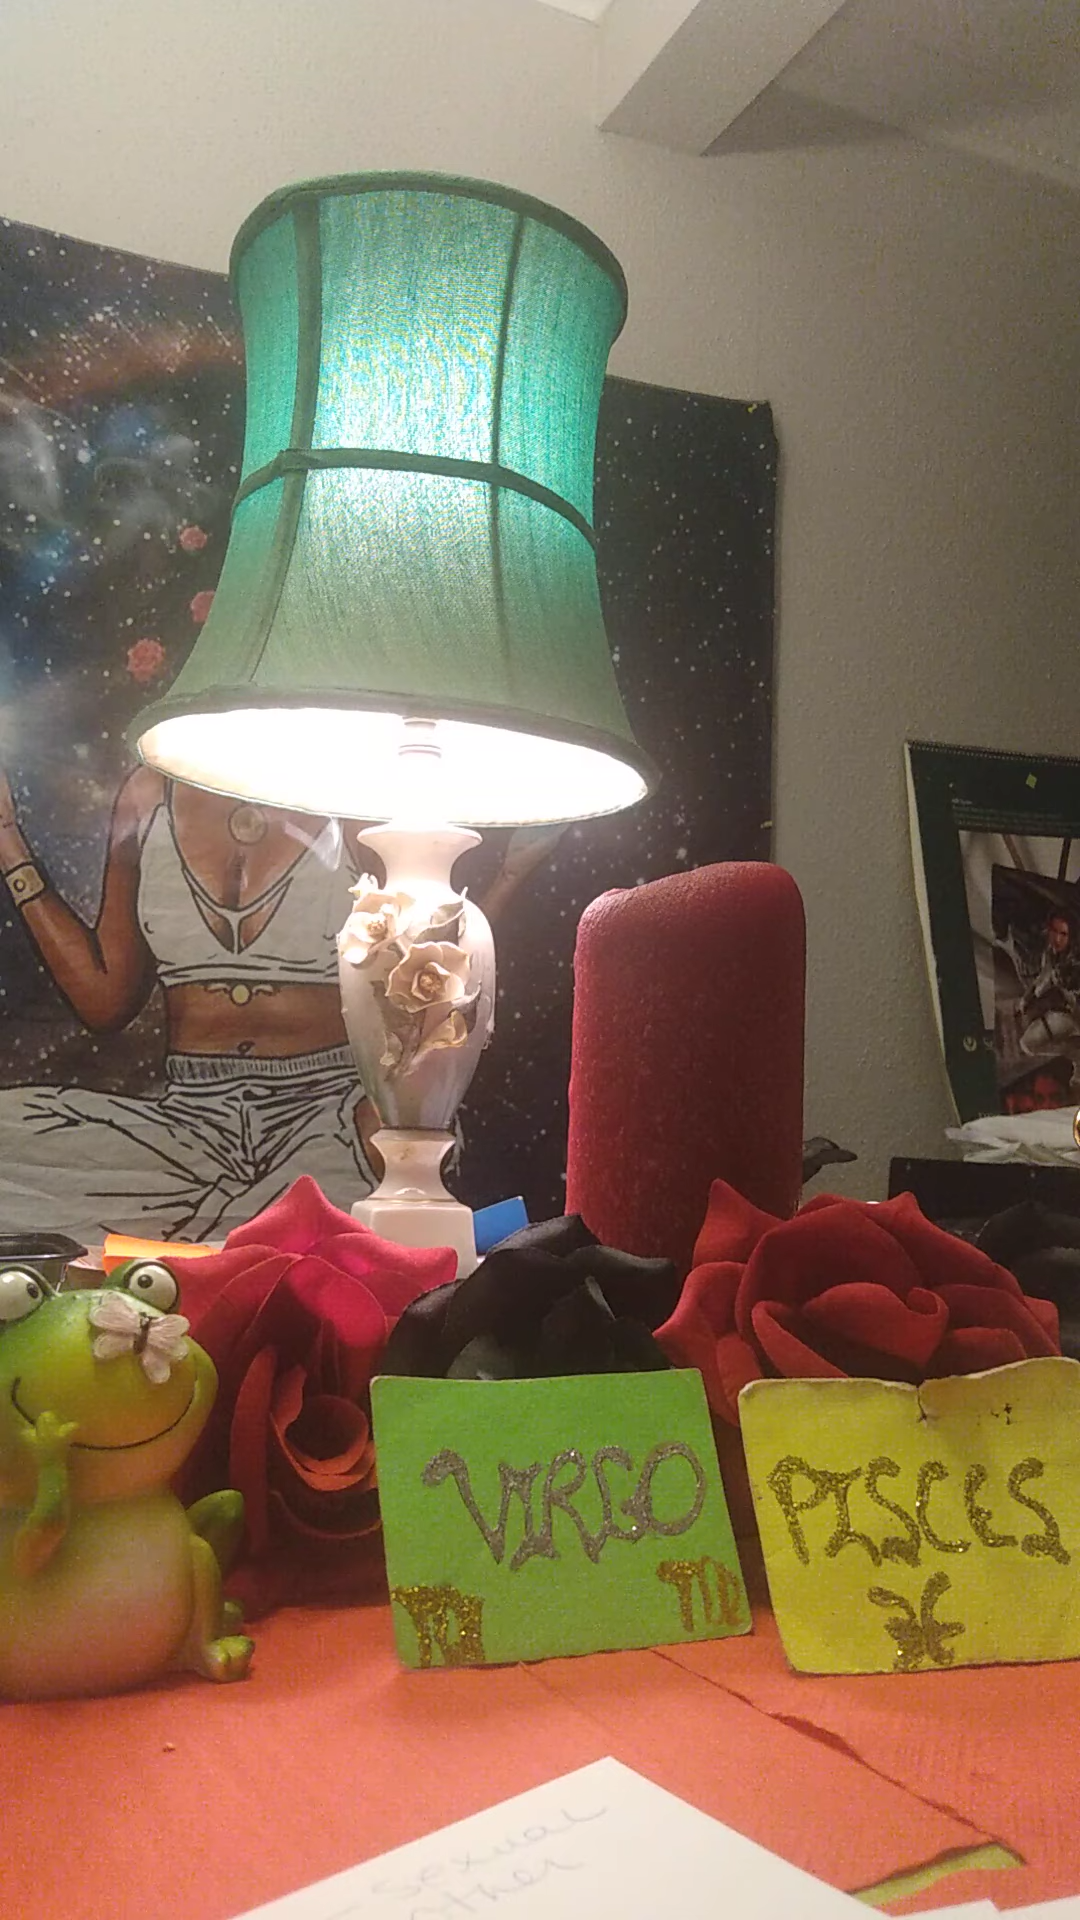 VIRGO
♍ ♍
PISCES
♓
sexual
other